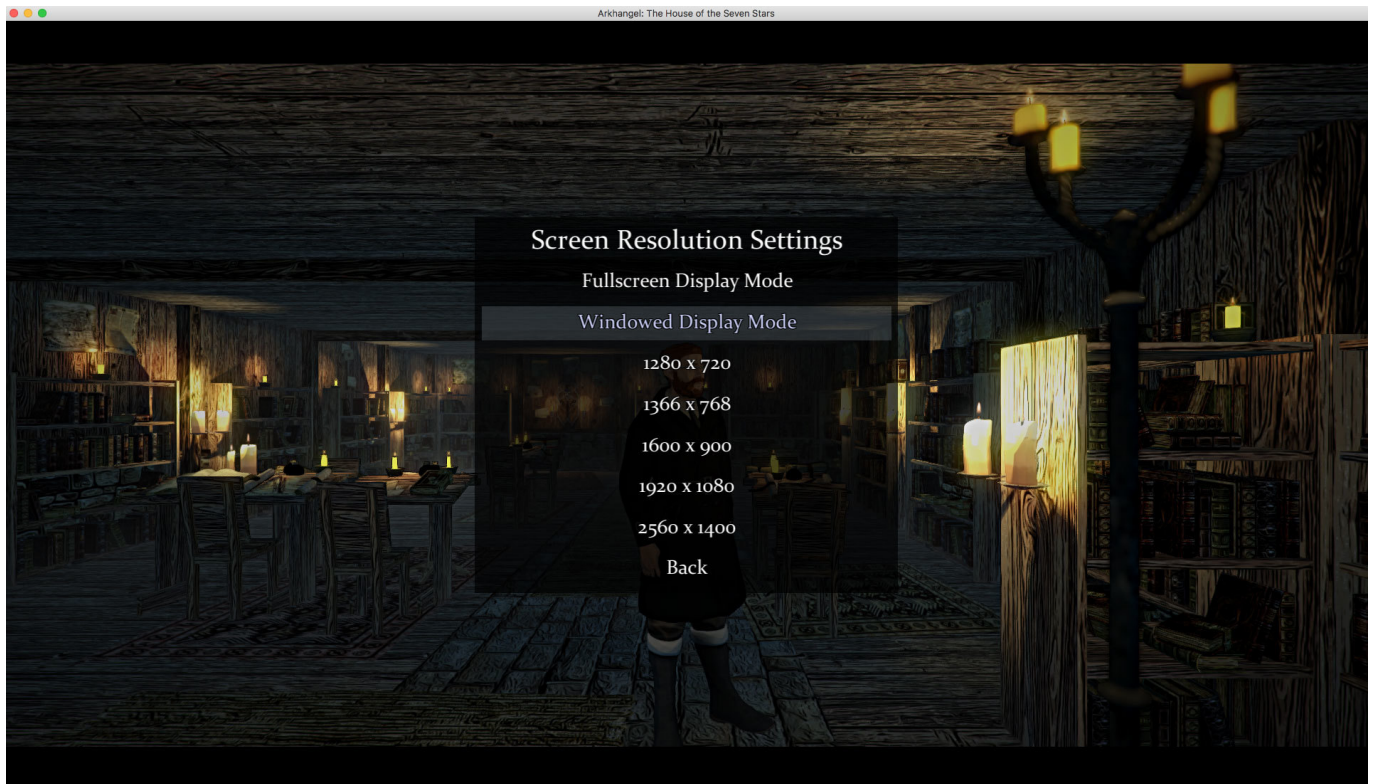 Arkhangel: The House of the Seven Stars
Screen Resolution Settings
Fullscreen Display Mode
Windowed Display Mode
1280 x 720
1366 x 768
1600 x 900
1920 x 1080
2560 x 1400
Back